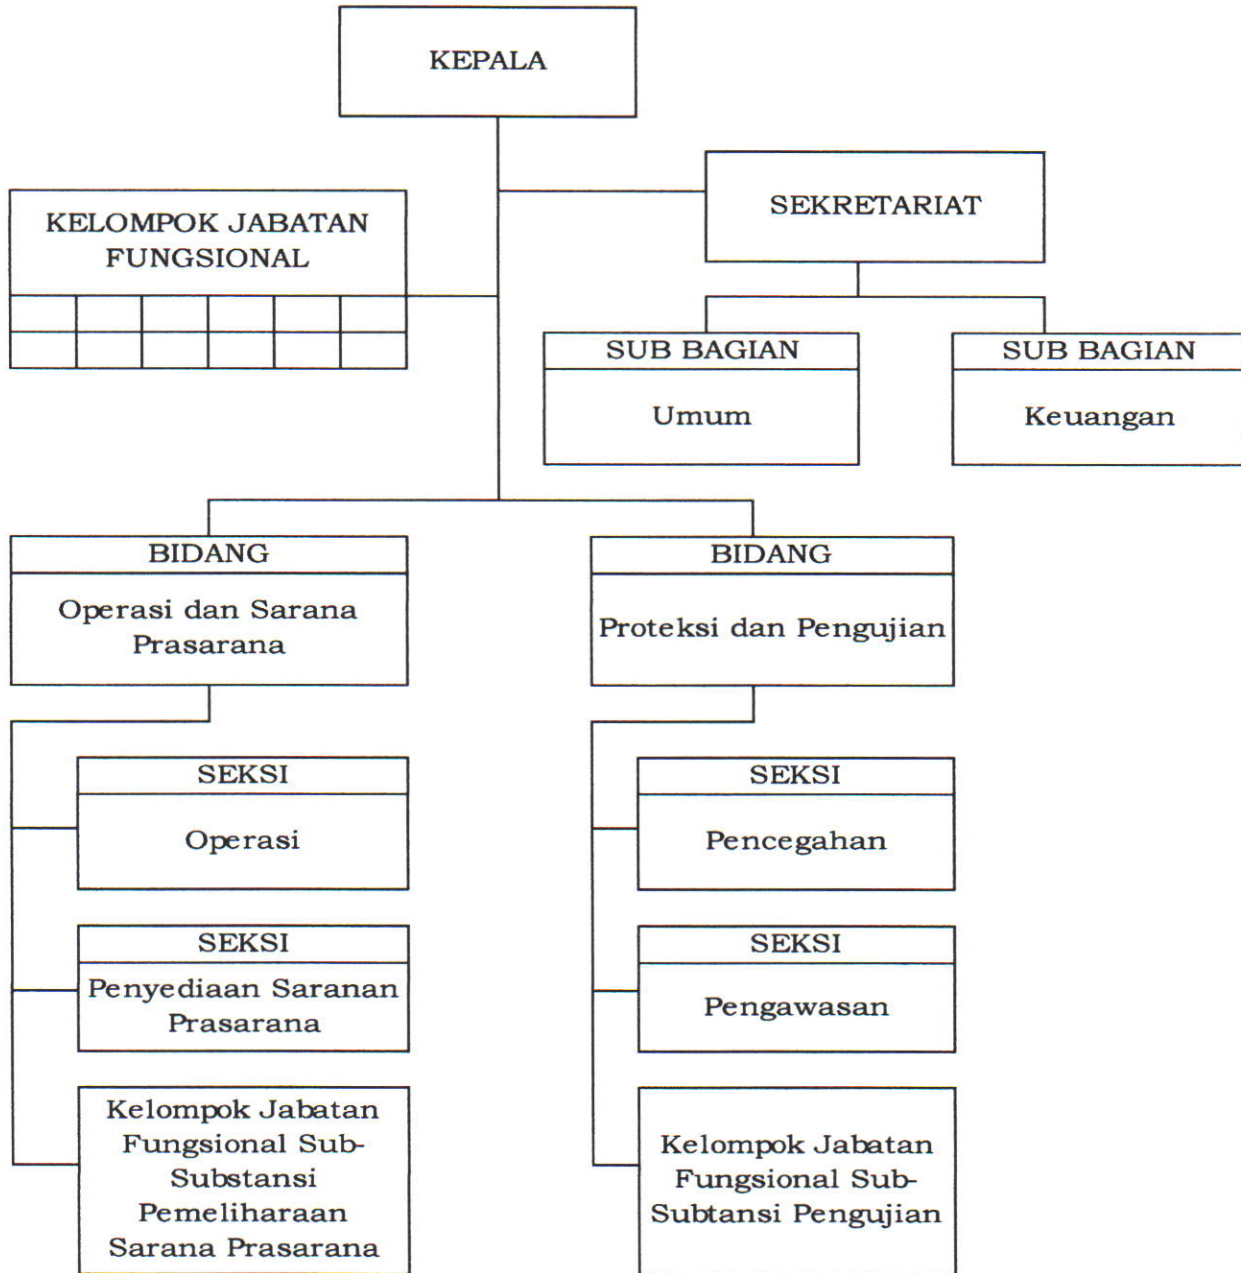 KEPALA
SEKRETARIAT
KELOMPOK JABATAN
FUNGSIONAL
SUB BAGIAN
Umum
SUB BAGIAN
Keuangan
BIDANG
Operasi dan Sarana
Prasarana
BIDANG
Proteksi dan Pengujian
SEKSI
Operasi
SEKSI
Penyediaan Saranan
Prasarana
Kelompok Jabatan
Fungsional Sub-
Substansi
Pemeliharaan
Sarana Prasarana
SEKSI
Pencegahan
SEKSI
Pengawasan
Kelompok Jabatan
Fungsional Sub-
Subtansi Pengujian